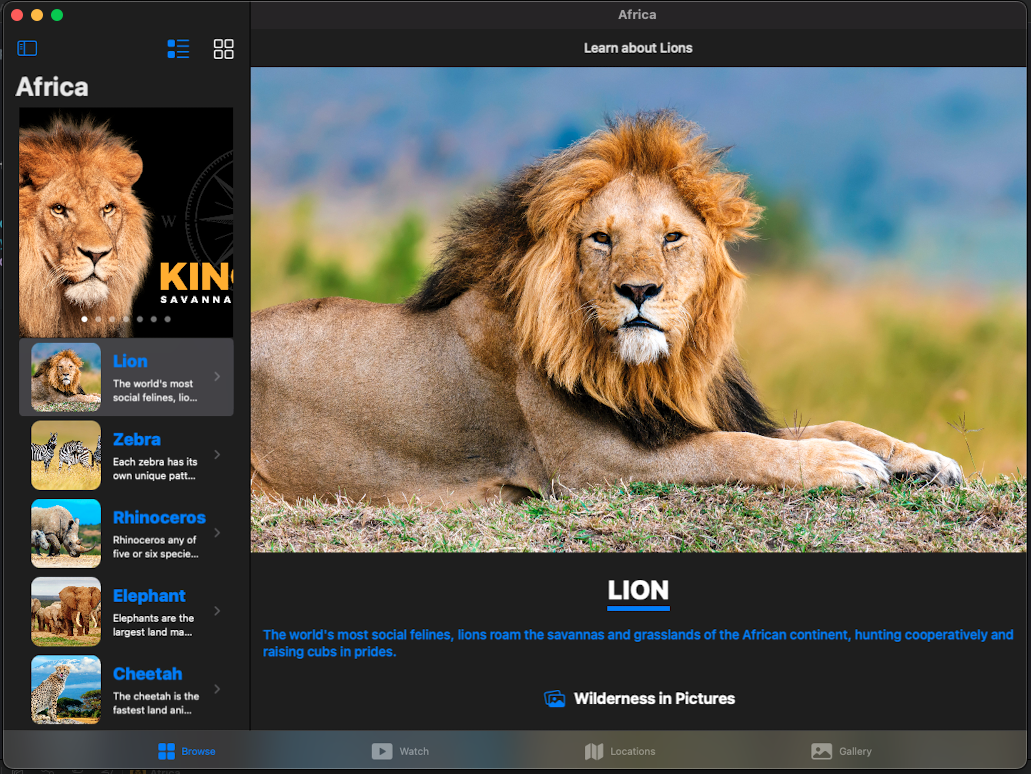 Africa
Learn about Lions
Africa
W
SAVANNA
Lion
The world's most
social felines, lio...
Zebra
Each zebra has its
own unique patt...
Rhinoceros
Rhinoceros any of
five or six specie...
Elephant
Elephants are the
largest land ma...
Cheetah
The cheetah is the
fastest land ani...
LION
The world's most social felines, lions roam the savannas and grasslands of the African continent, hunting cooperatively and
raising cubs in prides.
Wilderness in Pictures
Browse
Watch
Locations
Gallery